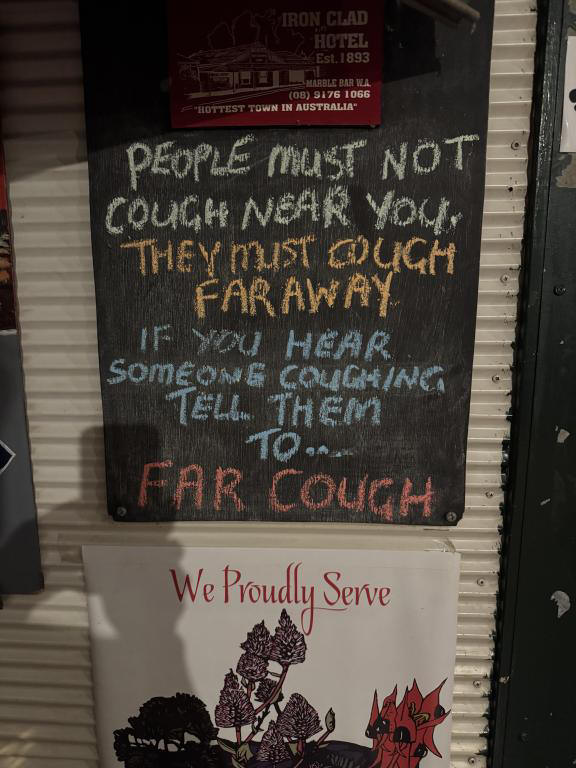 IRON CLAD
HOTEL
Est. 1893
MARBLE BAR W.A.
(08) 9176 1066
"HOTTEST TOWN IN AUSTRALIA"
PEOPLE MUST NOT
COUGH NEAR YOU,
THEY MUST COUGH
FAR AWAY
IF YOU HEAR
SOMEONE COUGHING,
TELL THEM
TO....
FAR COUGH
We Proudly Serve